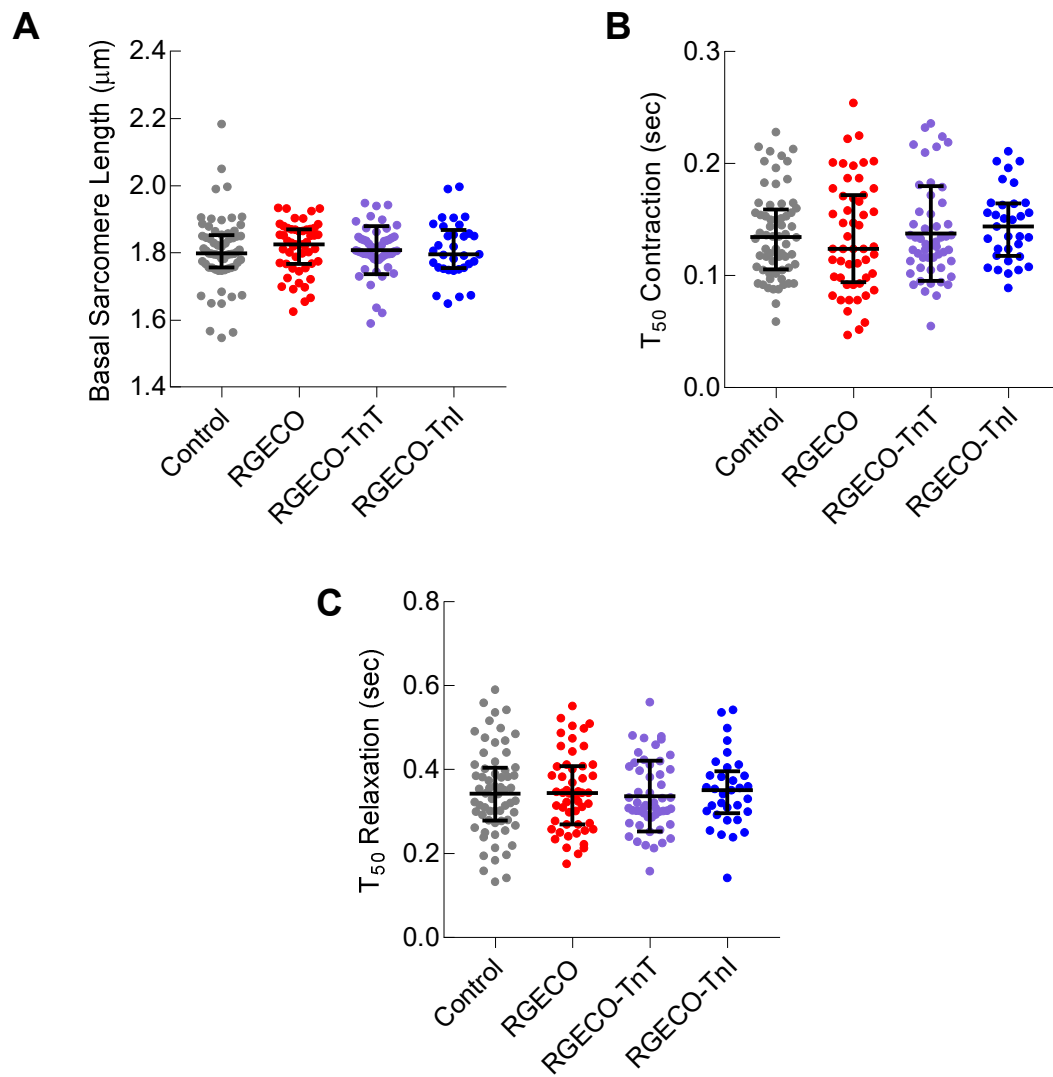 A
Basal Sarcomere Length (μm)
2.4
2.2
2.0
1.8
1.6
1.4
Control
RGECO
RGECO-TnT
RGECO-TnI
B
T50 Contraction (sec)
0.3
0.2
0.1
0.0
Control
RGECO
RGECO-TnT
RGECO-TnI
C
T50 Relaxation (sec)
0.8
0.6
0.4
0.2
0.0
Control
RGECO
RGECO-TnT
RGECO-TnI